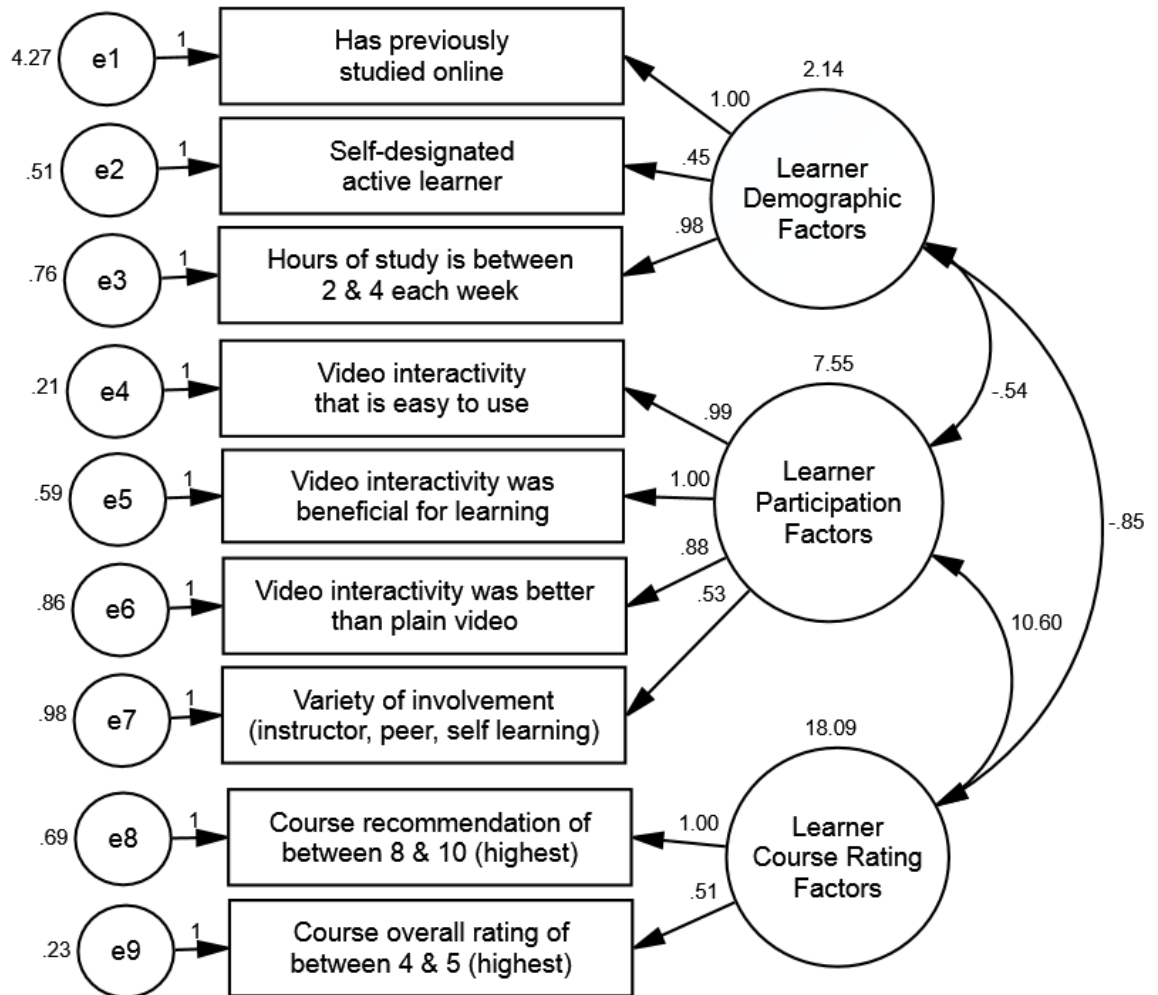 4.27
e1
1
Has previously
studied online
.51
e2
1
Self-designated
active learner
.76
e3
1
Hours of study is between
2 & 4 each week
1.00
.45
.98
2.14
Learner
Demographic
Factors
.21
e4
1
Video interactivity
that is easy to use
.59
e5
1
Video interactivity was
beneficial for learning
.86
e6
1
Video interactivity was better
than plain video
.98
e7
1
Variety of involvement
(instructor, peer, self learning)
.99
1.00
.88
.53
7.55
Learner
Participation
Factors
-.54
-.85
10.60
.69
e8
1
Course recommendation of
between 8 & 10 (highest)
.23
e9
1
Course overall rating of
between 4 & 5 (highest)
1.00
.51
18.09
Learner
Course Rating
Factors